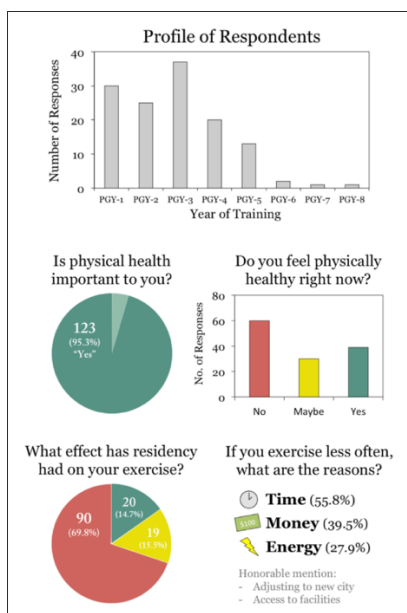 Profile of Respondents
Number of Responses
40
30
20
10
0
PGY-1 PGY-2 PGY-3 PGY-4 PGY-5 PGY-6 PGY-7 PGY-8
Year of Training
Is physical health
important to you?
123
(95.3%)
"Yes"
Do you feel physically
healthy right now?
No. of Responses
80
60
40
20
0
No Maybe Yes
What effect has residency
had on your exercise?
90
(69.8%)
20
(14.7%)
19
(15.5%)
If you exercise less often,
what are the reasons?
Time (55.8%)
$100 Money (39.5%)
Energy (27.9%)
Honorable mention:
- Adjusting to new city
- Access to facilities